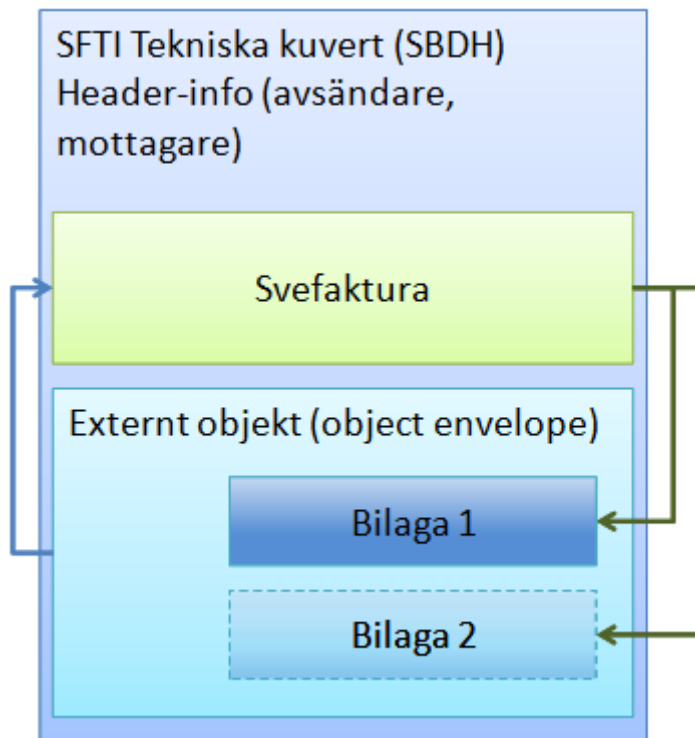 SFTI Tekniska kuvert (SBDH)
Header-info (avsändare,
mottagare)
Svefaktura
Externt objekt (object envelope)
Bilaga 1
Bilaga 2